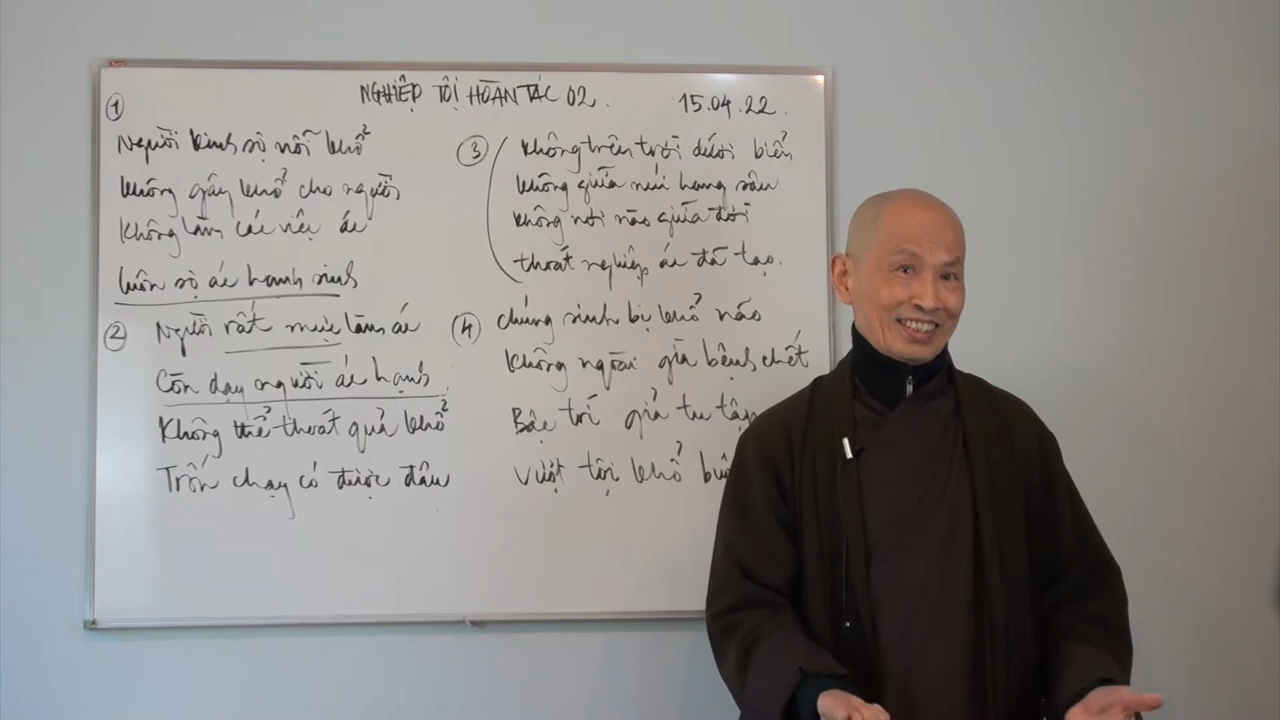 NGHIỆP TỘI HOÀN TÁC 02.
15.04.22.
1
Người kinh sợ nỗi khổ
không gây khổ cho người
không làm các việc ác
luôn sợ ác hanh sinh
2
Người rất mực làm ác
Còn dạy người ác hạnh
Không thể thoát quả khổ
Trốn chạy có được đâu
3
không trên trời dưới biển
không giữa núi hang sâu
không nơi nào giữa đời
thoát nghiệp ác đã tạo.
4
chúng sinh bị khổ não
không ngoài già bệnh chết
Bậc trí giả tu tập
vượt tội khổ